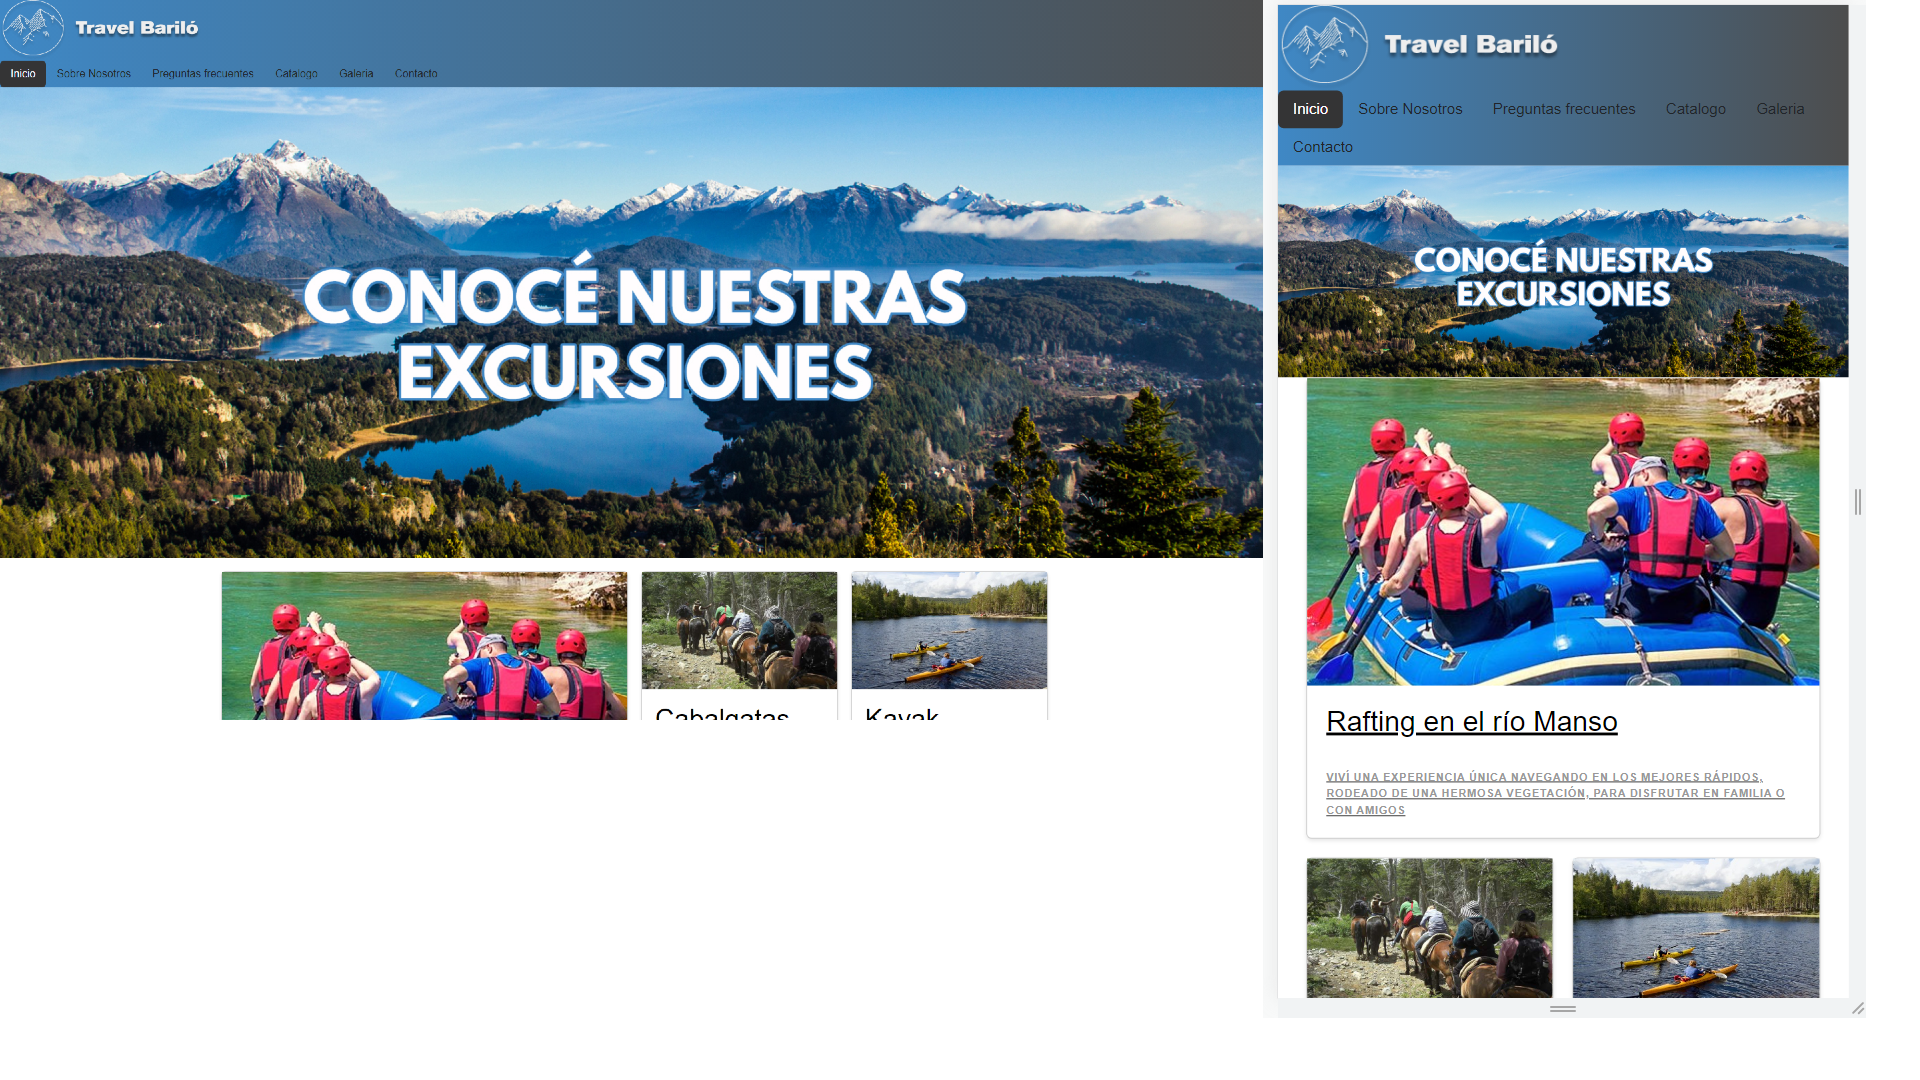 Travel Bariló
Inicio Sobre Nosotros Preguntas frecuentes Catalogo Galeria Contacto
CONOCÉ NUESTRAS
EXCURSIONES
Cabalgatas Kayak
Travel Bariló
Inicio Sobre Nosotros Preguntas frecuentes Catalogo Galeria
Contacto
CONOCÉ NUESTRAS
EXCURSIONES
Rafting en el río Manso
VIVÍ UNA EXPERIENCIA ÚNICA NAVEGANDO EN LOS MEJORES RÁPIDOS,
RODEADO DE UNA HERMOSA VEGETACIÓN, PARA DISFRUTAR EN FAMILIA O
CON AMIGOS